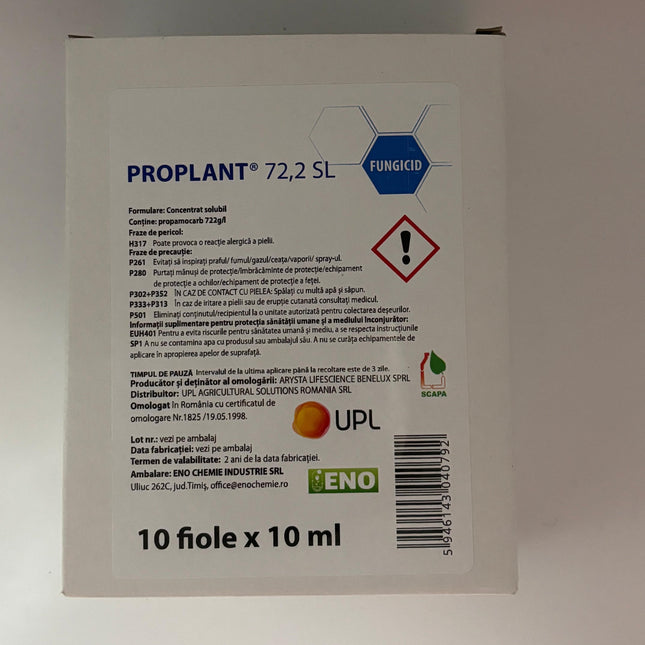 FUNGICID
PROPLANT® 72,2 SL
Formulare: Concentrat solubil
Conține: propamocarb 722g/l
Fraze de pericol:
H317 Poate provoca o reacție alergică a pielii.
Fraze de precauție:
P261 Evitați să inspirați praful/ fumul/gazul/ceața/vaporii/ spray-ul.
P280 Purtați mănuși de protecție/îmbrăcăminte de protecție/echipament
de protecție a ochilor/echipament de protecție a feței.
P302+P352 ÎN CAZ DE CONTACT CU PIELEA: Spălați cu multă apă și săpun.
P333+P313 În caz de iritare a pielii sau de erupție cutanată consultați medicul.
P501 Eliminați conținutul/recipientul la o unitate autorizată pentru colectarea deșeurilor.
Informații suplimentare pentru protecția sănătății umane și a mediului înconjurător:
EUH401 Pentru a evita riscurile pentru sănătatea umană și mediu, a se respecta instrucțiunile
SP1 A nu se contamina apa cu produsul sau ambalajul său. A nu se curăța echipamentele de
aplicare în apropierea apelor de suprafață.
TIMPUL DE PAUZĂ Intervalul de la ultima aplicare până la recoltare este de 3 zile.
Producător și deținător al omologării: ARYSTA LIFESCIENCE BENELUX SPRL
Distribuitor: UPL AGRICULTURAL SOLUTIONS ROMANIA SRL
Omologat în România cu certificat de
omologare Nr.1825 /19.05.1998.
SCAPA
UPL
Lot nr.: vezi pe ambalaj
Data fabricației: vezi pe ambalaj
Termen de valabilitate: 2 ani de la data fabricației.
Ambalare: ENO CHEMIE INDUSTRIE SRL
Uliuc 262C, jud.Timiș, office@enochemie.ro
ENO
10 fiole x 10 ml
5 946143 040792